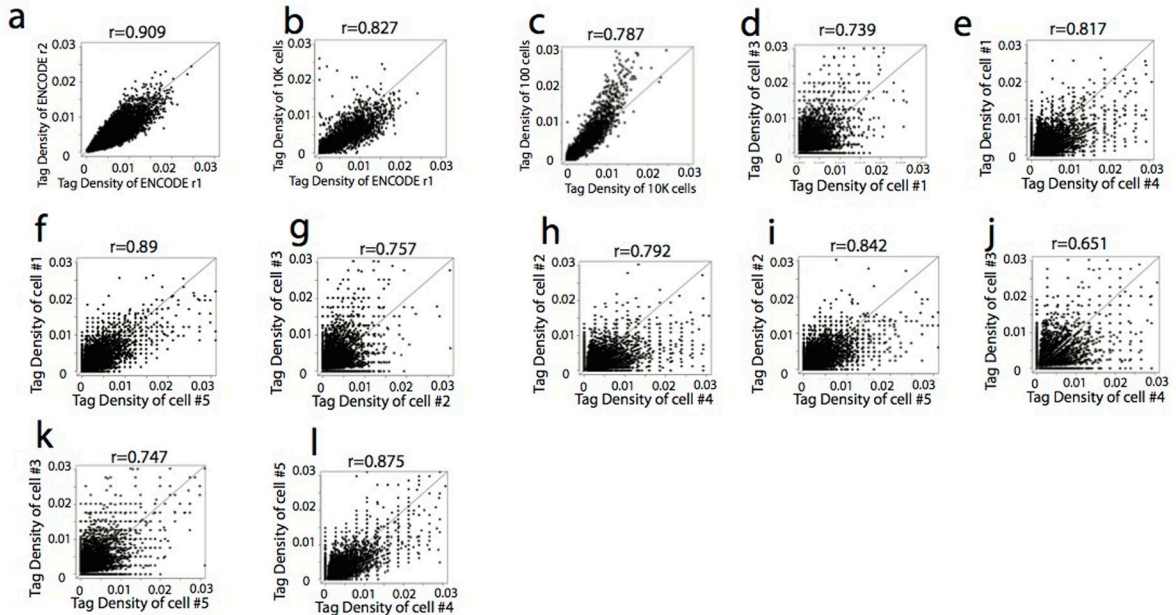 a
r=0.909
Tag Density of ENCODE r2
0.03
0.02
0.01
0
0 0.01 0.02 0.03
Tag Density of ENCODE r1
b
r=0.827
Tag Density of 10K cells
0.03
0.02
0.01
0
0 0.01 0.02 0.03
Tag Density of ENCODE r1
c
r=0.787
Tag Density of 100 cells
0.03
0.02
0.01
0
0 0.01 0.02 0.03
Tag Density of 10K cells
d
r=0.739
Tag Density of cell #3
0.03
0.02
0.01
0
0 0.01 0.02 0.03
Tag Density of cell #1
e
r=0.817
Tag Density of cell #1
0.03
0.02
0.01
0
0 0.01 0.02 0.03
Tag Density of cell #4
f
r=0.89
Tag Density of cell #1
0.03
0.02
0.01
0
0 0.01 0.02 0.03
Tag Density of cell #5
g
r=0.757
Tag Density of cell #3
0.03
0.02
0.01
0
0 0.01 0.02 0.03
Tag Density of cell #2
h
r=0.792
Tag Density of cell #2
0.03
0.02
0.01
0
0 0.01 0.02 0.03
Tag Density of cell #4
i
r=0.842
Tag Density of cell #2
0.03
0.02
0.01
0
0 0.01 0.02 0.03
Tag Density of cell #5
j
r=0.651
Tag Density of cell #3
0.03
0.02
0.01
0
0 0.01 0.02 0.03
Tag Density of cell #4
k
r=0.747
Tag Density of cell #3
0.03
0.02
0.01
0
0 0.01 0.02 0.03
Tag Density of cell #5
l
r=0.875
Tag Density of cell #5
0.03
0.02
0.01
0
0 0.01 0.02 0.03
Tag Density of cell #4